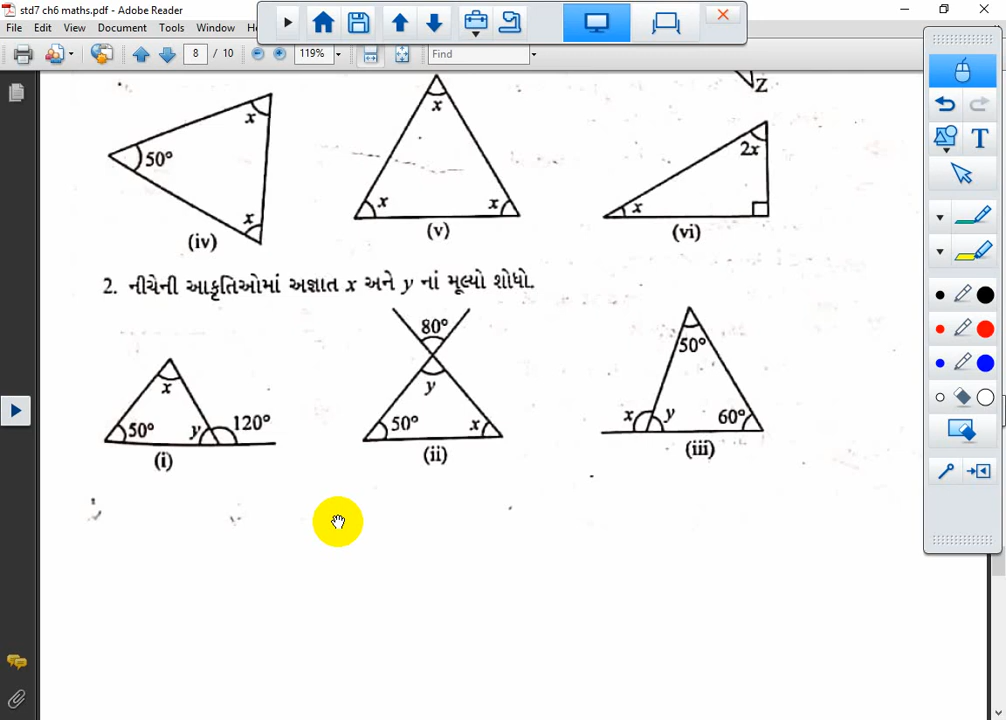 std7 ch6 maths.pdf - Adobe Reader
File Edit View Document Tools Window
8 / 10 119% Find
Z
x
50°
x
(iv)
x
x x
(v)
2x
x
(vi)
2. નીચેની આકૃતિઓમાં અજ્ઞાત x અને y નાં મૂલ્યો શોધો.
x
50° y 120°
(i)
80°
y
50° x
(ii)
50°
x y 60°
(iii)
T